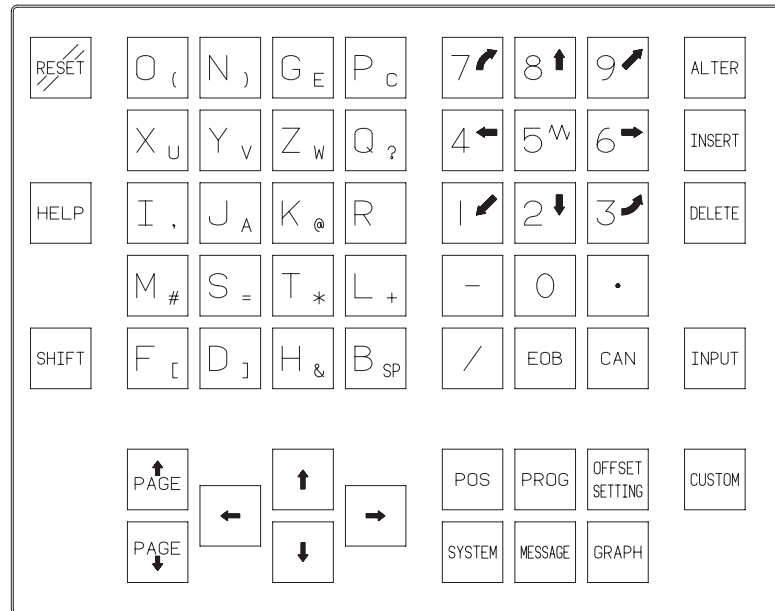 RESET O ( N ) G E P C 7 8 9 ALTER
X U Y V Z W Q ? 4 5 6 INSERT
HELP I , J A K @ R 1 2 3 DELETE
M # S = T * L + - 0 .
SHIFT F [ D ] H & B SP / EOB CAN INPUT
PAGE POS PROG OFFSET SETTING CUSTOM
PAGE SYSTEM MESSAGE GRAPH